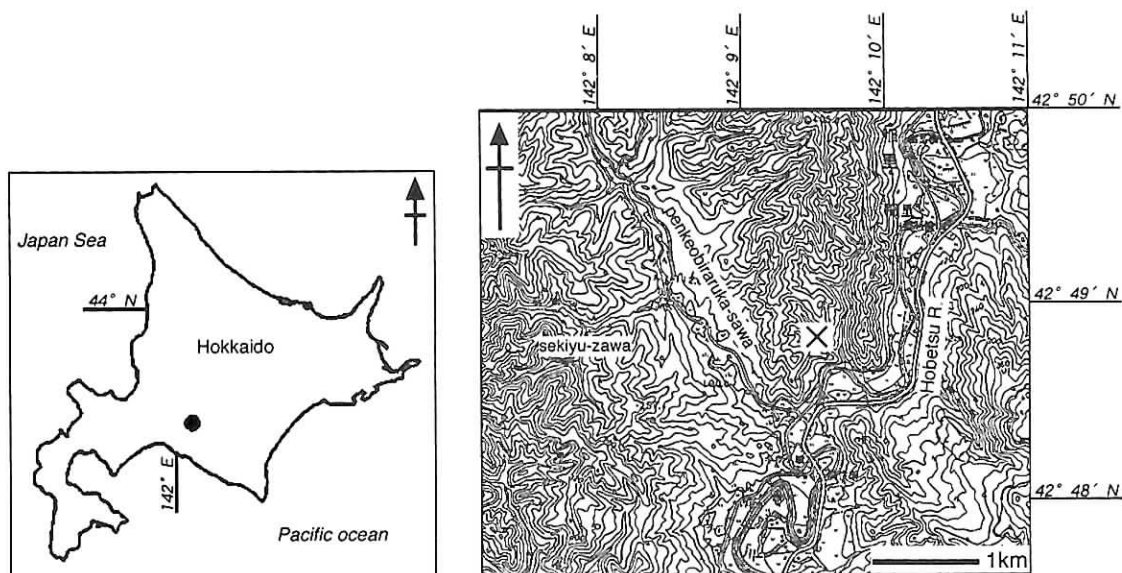 Japan Sea
44° N
Hokkaido
142° E
Pacific ocean
142° 8′ E
142° 9′ E
142° 10′ E
142° 11′ E
42° 50′ N
42° 49′ N
42° 48′ N
penkeobiraruka-sawa
sekiyu-zawa
Hobetsu R.
1km